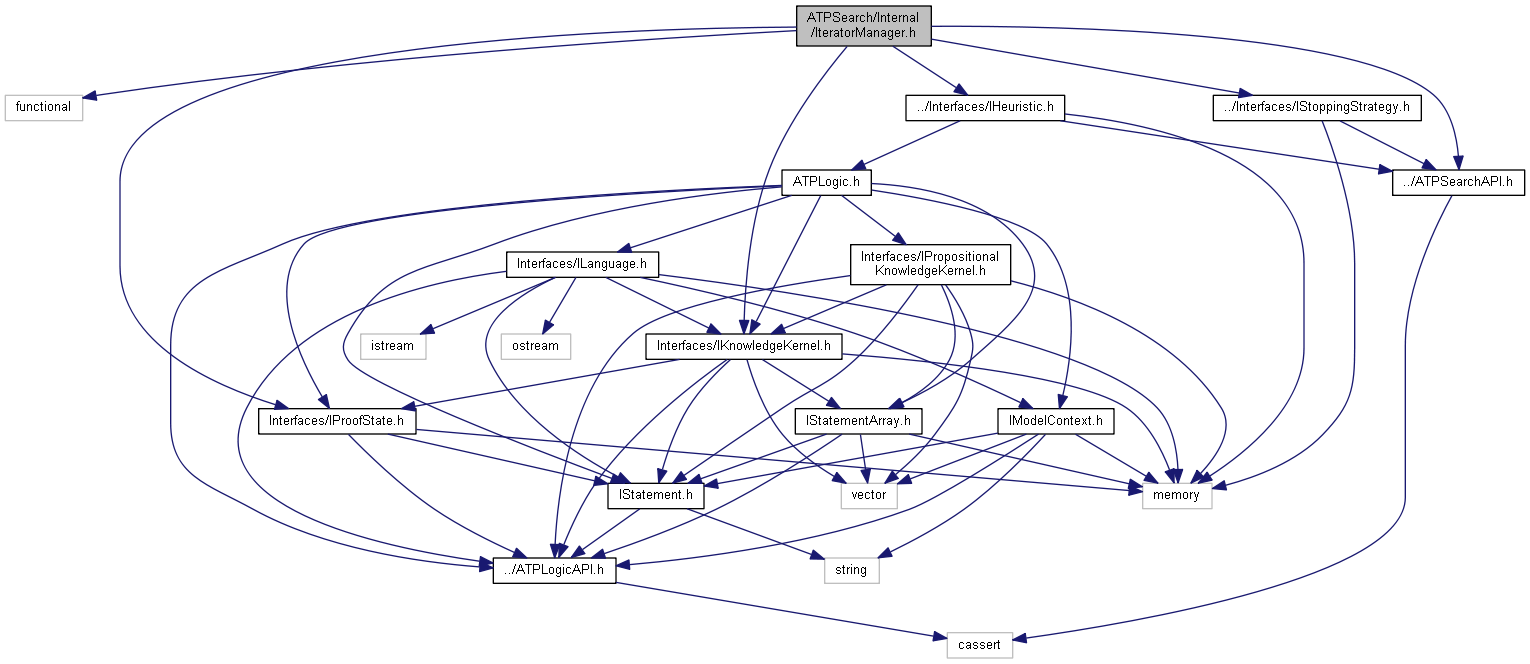 ATPSearch/Internal
/IteratorManager.h
functional
../Interfaces/IHeuristic.h
../Interfaces/IStoppingStrategy.h
ATPLogic.h
../ATPSearchAPI.h
Interfaces/ILanguage.h
Interfaces/IPropositional
KnowledgeKernel.h
istream
ostream
Interfaces/IKnowledgeKernel.h
Interfaces/IProofState.h
IStatementArray.h
IModelContext.h
IStatement.h
vector
memory
../ATPLogicAPI.h
string
cassert